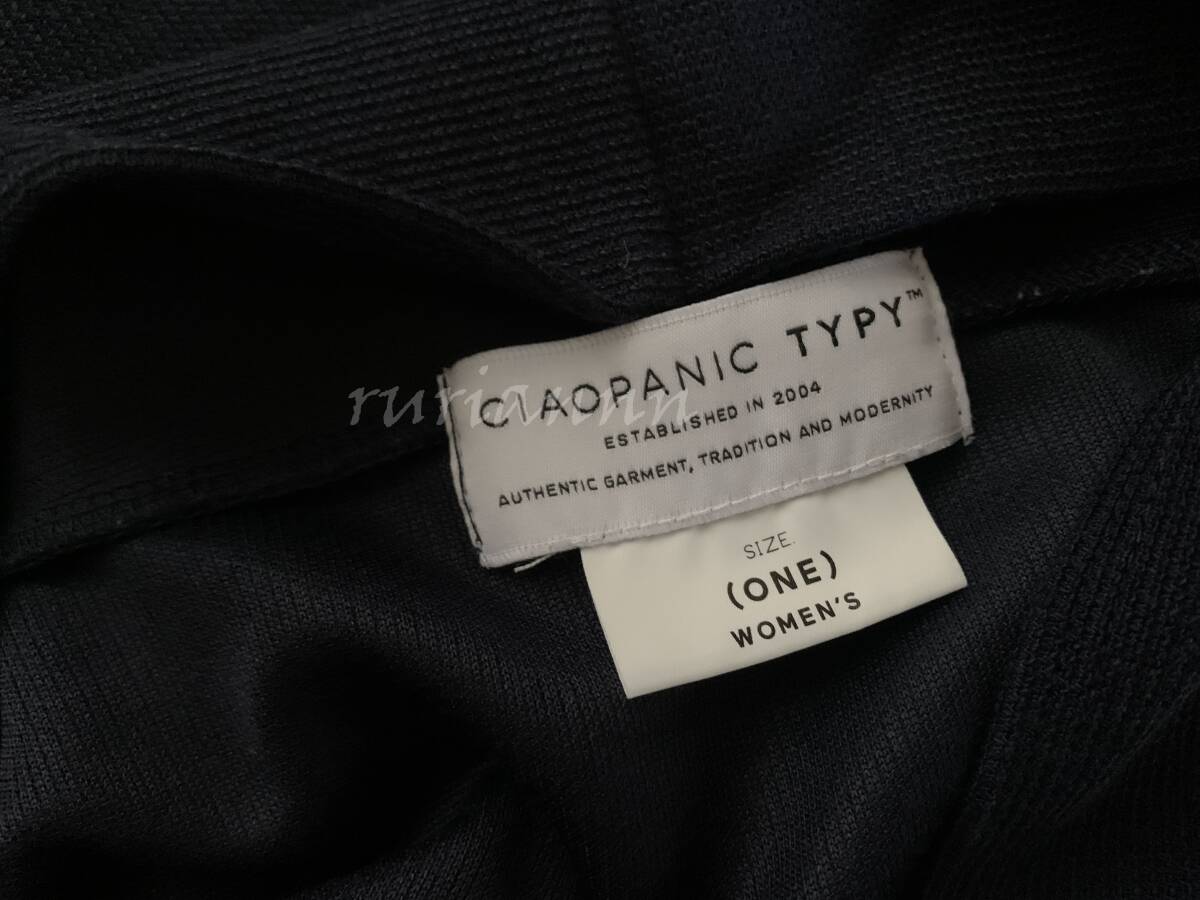 CIAOPANIC TYPY™
ESTABLISHED IN 2004
AUTHENTIC GARMENT, TRADITION AND MODERNITY
SIZE.
(ONE)
WOMEN'S
ruriannn